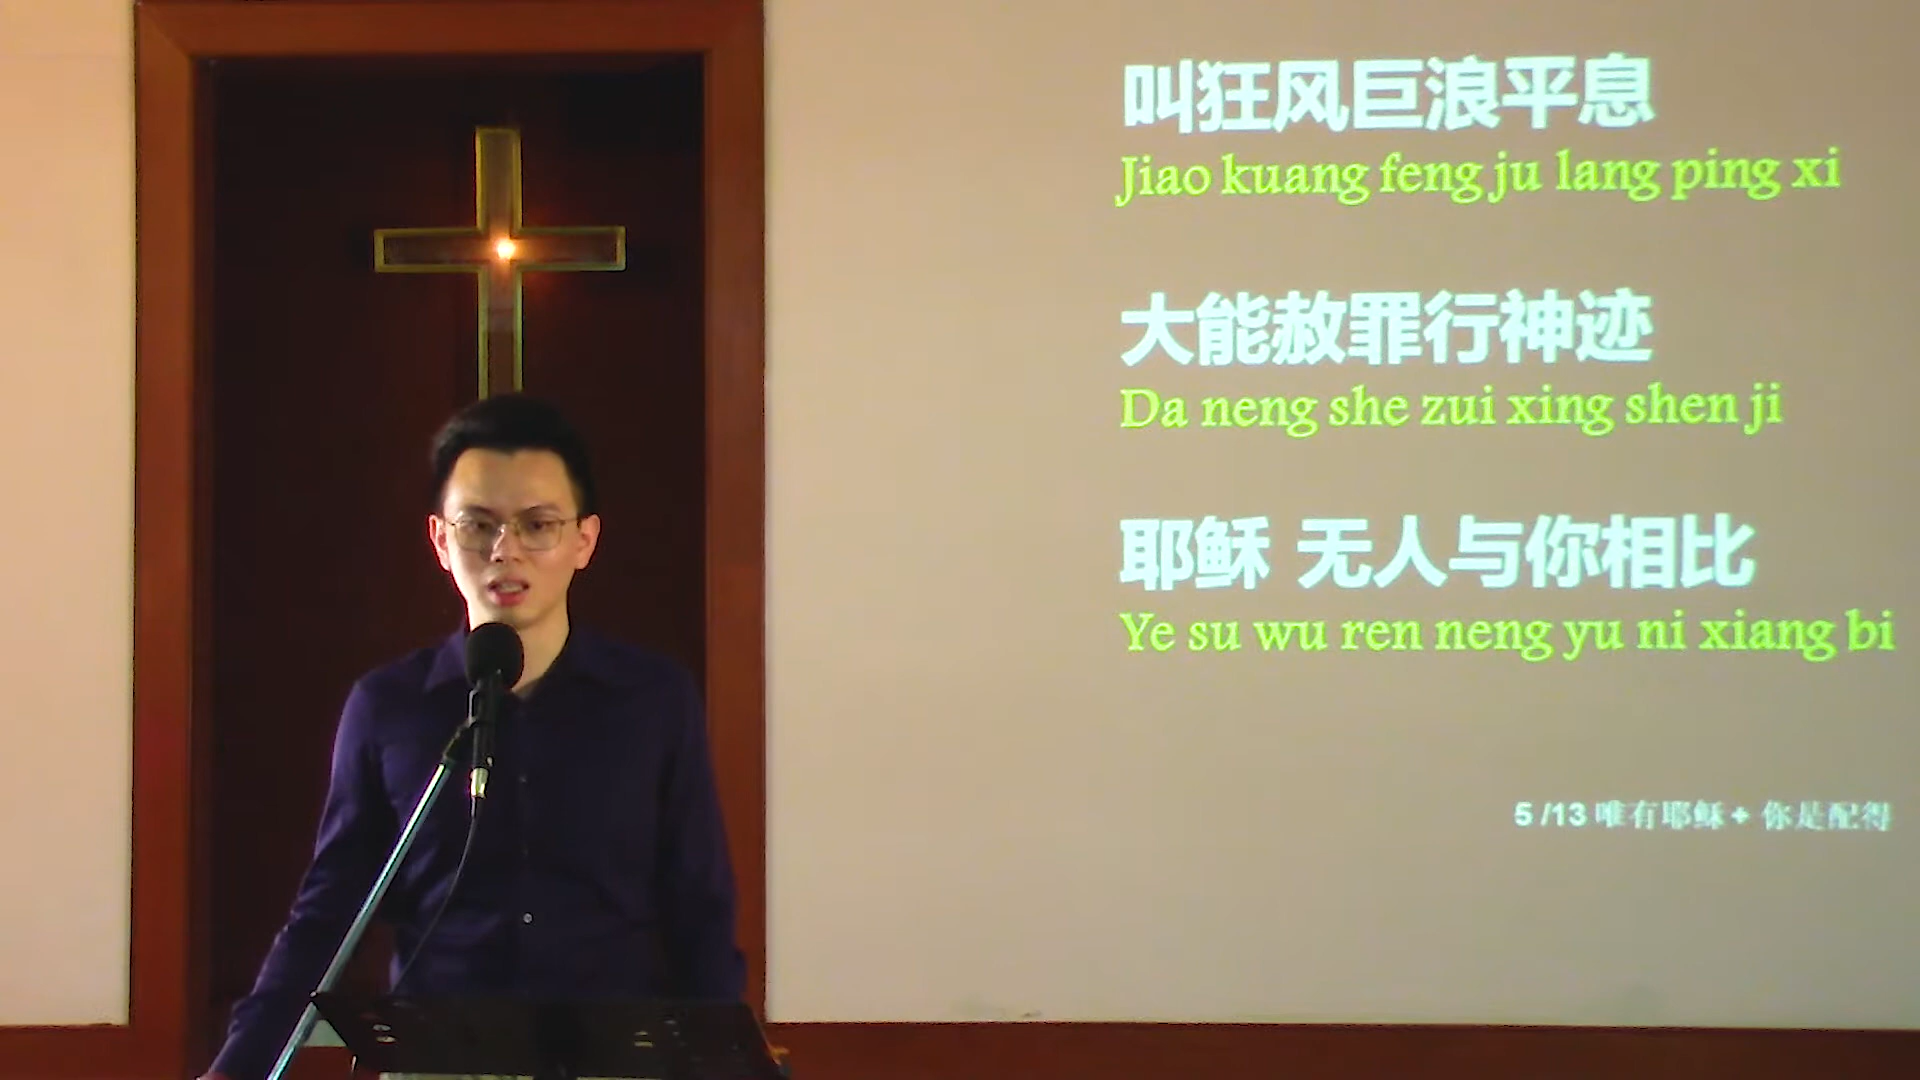 叫狂风巨浪平息
Jiao kuang feng ju lang ping xi
大能赦罪行神迹
Da neng she zui xing shen ji
耶稣 无人与你相比
Ye su wu ren neng yu ni xiang bi
5 /13 唯有耶稣 + 你是配得